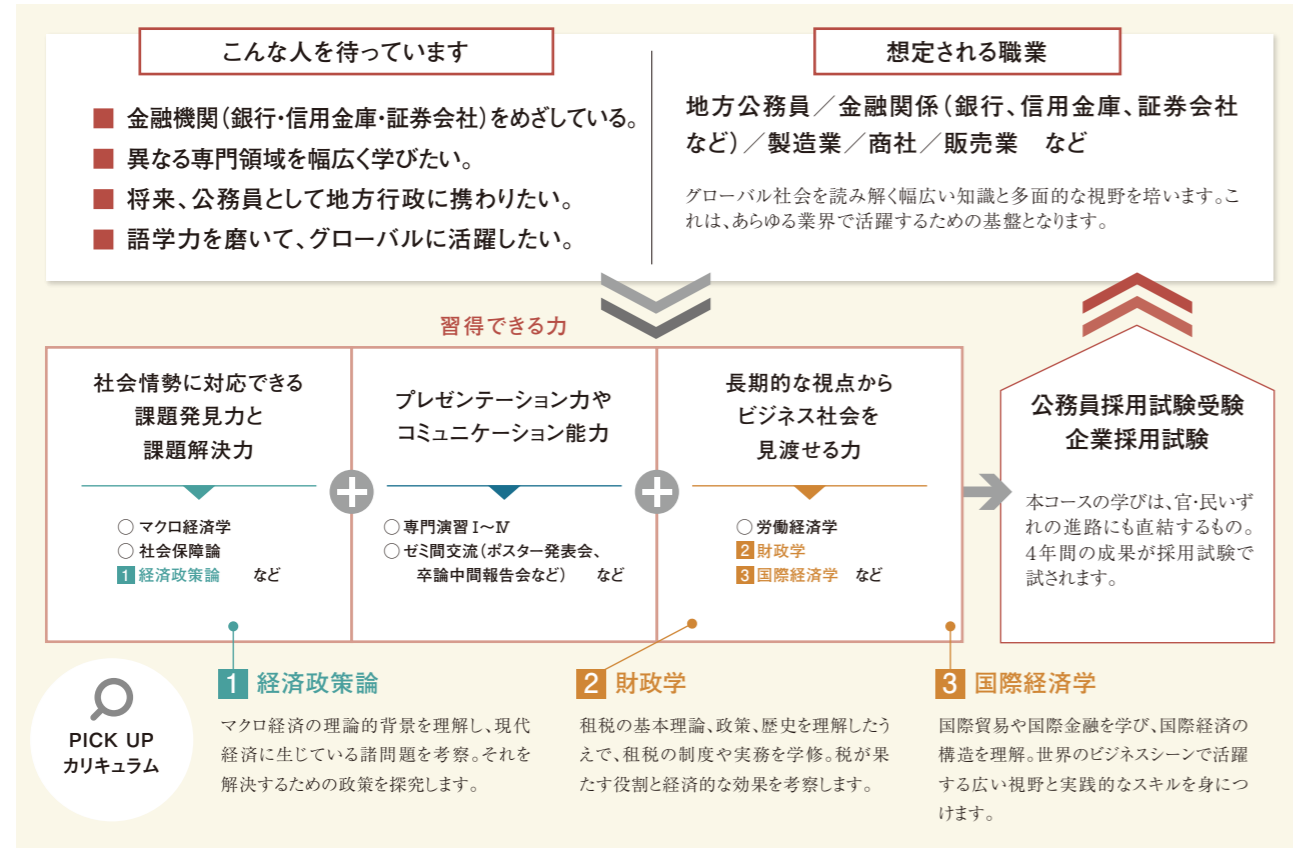 こんな人を待っています
■ 金融機関（銀行・信用金庫・証券会社）をめざしている。
■ 異なる専門領域を幅広く学びたい。
■ 将来、公務員として地方行政に携わりたい。
■ 語学力を磨いて、グローバルに活躍したい。
想定される職業
地方公務員／金融関係（銀行、信用金庫、証券会社
など）／製造業／商社／販売業　など
グローバル社会を読み解く幅広い知識と多面的な視野を培います。こ
れは、あらゆる業界で活躍するための基盤となります。
習得できる力
社会情勢に対応できる
課題発見力と
課題解決力
○ マクロ経済学
○ 社会保障論
1 経済政策論　など
プレゼンテーション力や
コミュニケーション能力
○ 専門演習Ⅰ～Ⅳ
○ ゼミ間交流（ポスター発表会、
卒論中間報告会など）　など
長期的な視点から
ビジネス社会を
見渡せる力
○ 労働経済学
2 財政学
3 国際経済学　など
公務員採用試験受験
企業採用試験
本コースの学びは、官・民いず
れの進路にも直結するもの。
4年間の成果が採用試験で
試されます。
PICK UP
カリキュラム
1 経済政策論
マクロ経済の理論的背景を理解し、現代
経済に生じている諸問題を考察。それを
解決するための政策を探究します。
2 財政学
租税の基本理論、政策、歴史を理解したう
えで、租税の制度や実務を学修。税が果
たす役割と経済的な効果を考察します。
3 国際経済学
国際貿易や国際金融を学び、国際経済の
構造を理解。世界のビジネスシーンで活躍
する広い視野と実践的なスキルを身につ
けます。